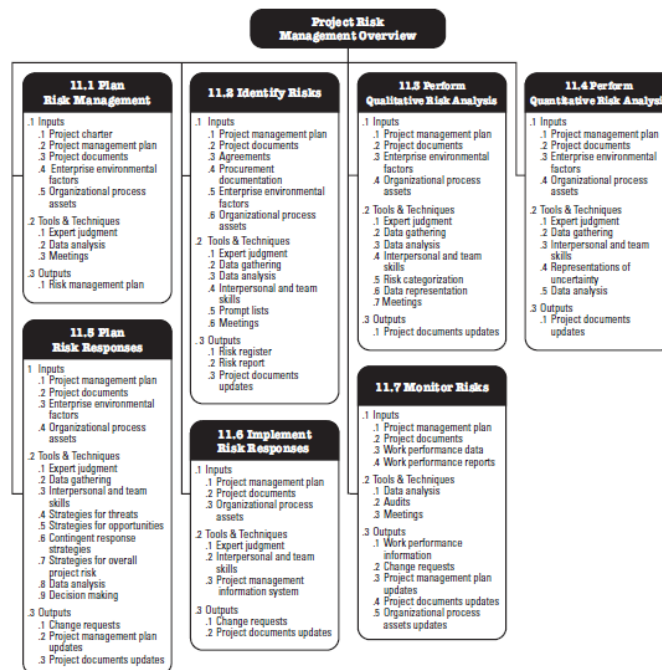 Project Risk
Management Overview
11.1 Plan
Risk Management
.1 Inputs
.1 Project charter
.2 Project management plan
.3 Project documents
.4 Enterprise environmental
factors
.5 Organizational process
assets
.2 Tools & Techniques
.1 Expert judgment
.2 Data analysis
.3 Meetings
.3 Outputs
.1 Risk management plan
11.2 Identify Risks
.1 Inputs
.1 Project management plan
.2 Project documents
.3 Agreements
.4 Procurement
documentation
.5 Enterprise environmental
factors
.6 Organizational process
assets
.2 Tools & Techniques
.1 Expert judgment
.2 Data gathering
.3 Data analysis
.4 Interpersonal and team
skills
.5 Prompt lists
.6 Meetings
.3 Outputs
.1 Risk register
.2 Risk report
.3 Project documents
updates
11.3 Perform
Qualitative Risk Analysis
.1 Inputs
.1 Project management plan
.2 Project documents
.3 Enterprise environmental
factors
.4 Organizational process
assets
.2 Tools & Techniques
.1 Expert judgment
.2 Data gathering
.3 Data analysis
.4 Interpersonal and team
skills
.5 Risk categorization
.6 Data representation
.7 Meetings
.3 Outputs
.1 Project documents updates
11.4 Perform
Quantitative Risk Analysis
.1 Inputs
.1 Project management plan
.2 Project documents
.3 Enterprise environmental
factors
.4 Organizational process
assets
.2 Tools & Techniques
.1 Expert judgment
.2 Data gathering
.3 Interpersonal and team
skills
.4 Representations of
uncertainty
.5 Data analysis
.3 Outputs
.1 Project documents
updates
11.5 Plan
Risk Responses
.1 Inputs
.1 Project management plan
.2 Project documents
.3 Enterprise environmental
factors
.4 Organizational process
assets
.2 Tools & Techniques
.1 Expert judgment
.2 Data gathering
.3 Interpersonal and team
skills
.4 Strategies for threats
.5 Strategies for opportunities
.6 Contingent response
strategies
.7 Strategies for overall
project risk
.8 Data analysis
.9 Decision making
.3 Outputs
.1 Change requests
.2 Project management plan
updates
.3 Project documents updates
11.6 Implement
Risk Responses
.1 Inputs
.1 Project management plan
.2 Project documents
.3 Organizational process
assets
.2 Tools & Techniques
.1 Expert judgment
.2 Interpersonal and team
skills
.3 Project management
information system
.3 Outputs
.1 Change requests
.2 Project documents updates
11.7 Monitor Risks
.1 Inputs
.1 Project management plan
.2 Project documents
.3 Work performance data
.4 Work performance reports
.2 Tools & Techniques
.1 Data analysis
.2 Audits
.3 Meetings
.3 Outputs
.1 Work performance
information
.2 Change requests
.3 Project management plan
updates
.4 Project documents updates
.5 Organizational process
assets updates